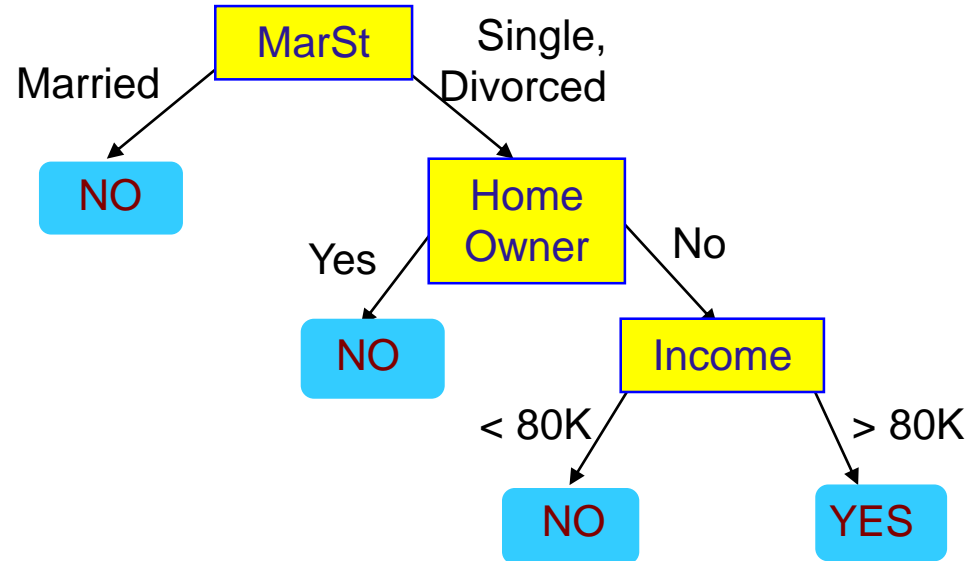 MarSt
Single,
Divorced
Married
NO
Home
Owner
Yes
No
NO
Income
< 80K
> 80K
NO
YES